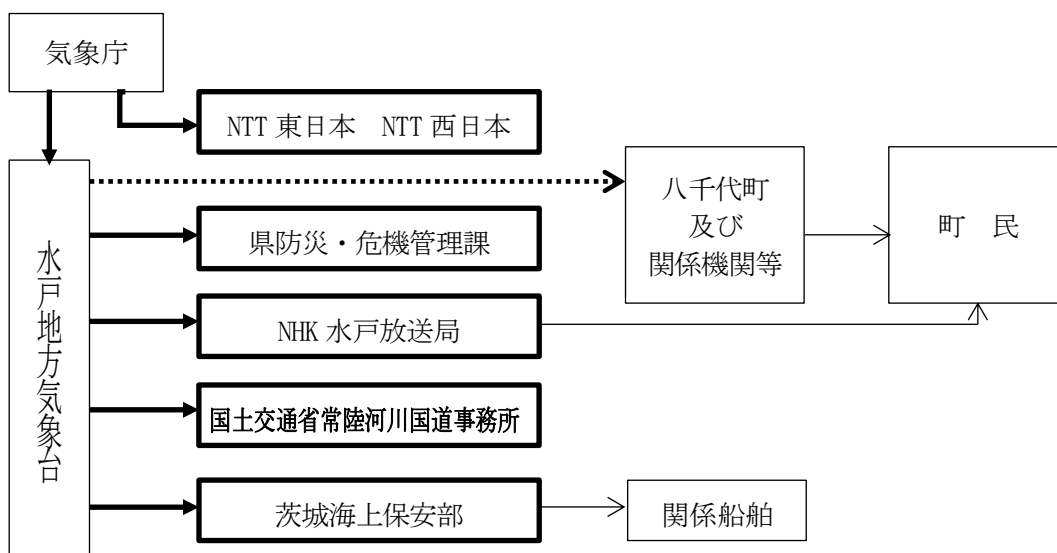 気象庁
NTT 東日本　NTT 西日本
水戸地方気象台
県防災・危機管理課
NHK 水戸放送局
国土交通省常陸河川国道事務所
茨城海上保安部
八千代町
及び
関係機関等
町　民
関係船舶